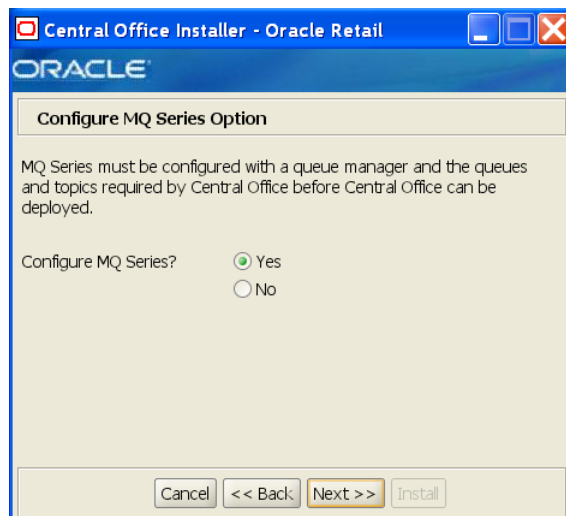 Central Office Installer - Oracle Retail
ORACLE
Configure MQ Series Option
MQ Series must be configured with a queue manager and the queues
and topics required by Central Office before Central Office can be
deployed.
Configure MQ Series? Yes
No
Cancel << Back Next >> Install